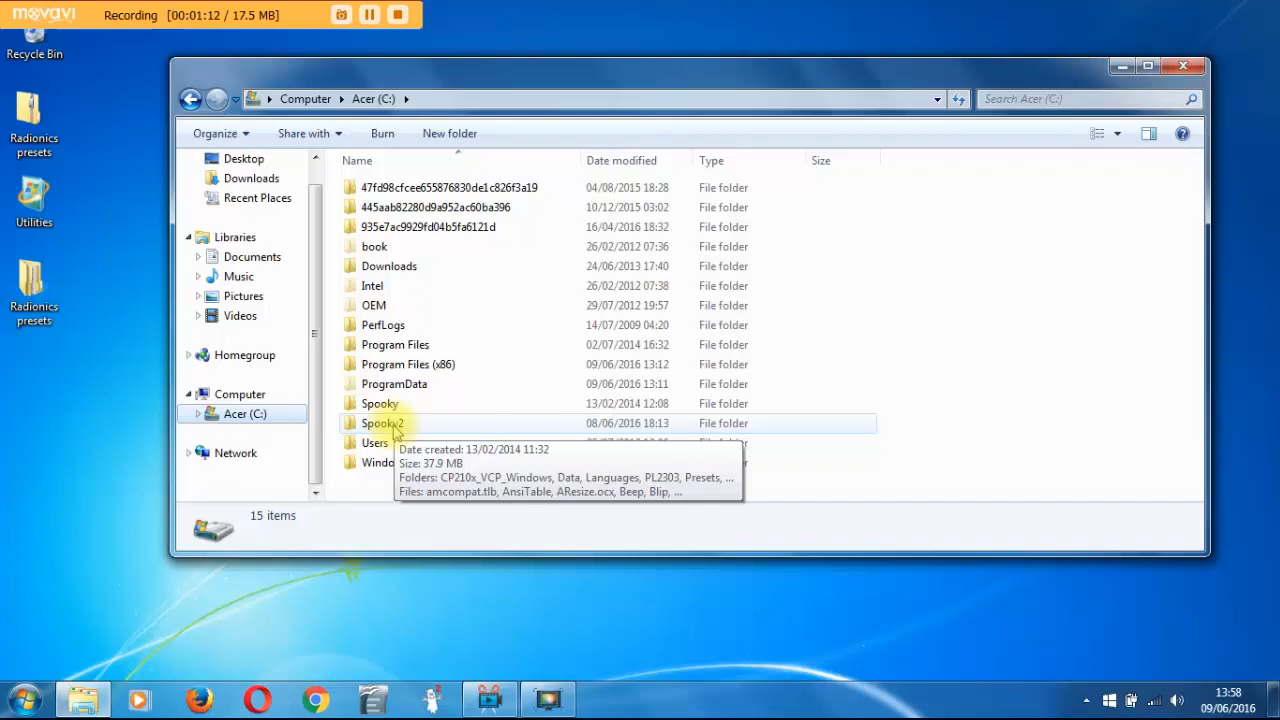 movavi Recording [00:01:12 / 17.5 MB]
Recycle Bin
Radionics
presets
Utilities
Radionics
presets
Computer Acer (C:) Search Acer (C:)
Organize Share with Burn New folder
Name Date modified Type Size
Desktop
Downloads
Recent Places
Libraries
Documents
Music
Pictures
Videos
Homegroup
Computer
Acer (C:)
Network
47fd98cfcee655876830de1c826f3a19 04/08/2015 18:28 File folder
445aab82280d9a952ac60ba396 10/12/2015 03:02 File folder
935e7ac9929fd04b5fa6121d 16/04/2016 18:32 File folder
book 26/02/2012 07:36 File folder
Downloads 24/06/2013 17:40 File folder
Intel 26/02/2012 07:38 File folder
OEM 29/07/2012 19:57 File folder
PerfLogs 14/07/2009 04:20 File folder
Program Files 02/07/2014 16:32 File folder
Program Files (x86) 09/06/2016 13:12 File folder
ProgramData 09/06/2016 13:11 File folder
Spooky 13/02/2014 12:08 File folder
Spooky2 08/06/2016 18:13 File folder
Users File folder
Windo
Date created: 13/02/2014 11:32
Size: 37.9 MB
Folders: CP210x_VCP_Windows, Data, Languages, PL2303, Presets, ...
Files: amcompat.tlb, AnsiTable, AResize.ocx, Beep, Blip, ...
15 items
13:58
09/06/2016